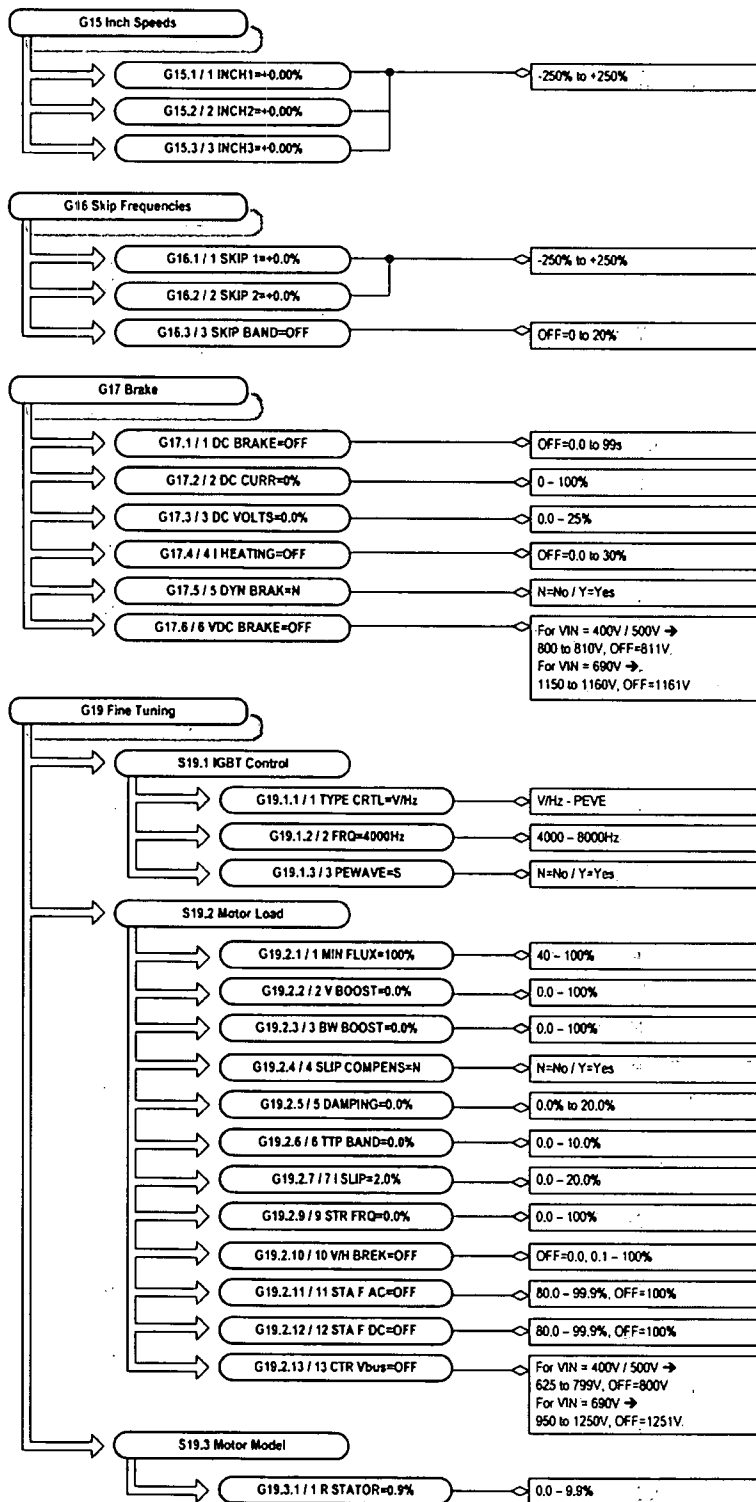 G15 Inch Speeds
G15.1 / 1 INCH1=+0.00%
-250% to +250%
G15.2 / 2 INCH2=+0.00%
G15.3 / 3 INCH3=+0.00%
G16 Skip Frequencies
G16.1 / 1 SKIP 1=+0.0%
-250% to +250%
G16.2 / 2 SKIP 2=+0.0%
G16.3 / 3 SKIP BAND=OFF
OFF=0 to 20%
G17 Brake
G17.1 / 1 DC BRAKE=OFF
OFF=0.0 to 99s
G17.2 / 2 DC CURR=0%
0 – 100%
G17.3 / 3 DC VOLTS=0.0%
0.0 – 25%
G17.4 / 4 I HEATING=OFF
OFF=0.0 to 30%
G17.5 / 5 DYN BRAK=N
N=No / Y=Yes
G17.6 / 6 VDC BRAKE=OFF
For VIN = 400V / 500V →
800 to 810V, OFF=811V
For VIN = 690V →
1150 to 1160V, OFF=1161V
G19 Fine Tuning
S19.1 IGBT Control
G19.1.1 / 1 TYPE CRTL=V/Hz
V/Hz - PEVE
G19.1.2 / 2 FRQ=4000Hz
4000 – 8000Hz
G19.1.3 / 3 PEWAVE=S
N=No / Y=Yes
S19.2 Motor Load
G19.2.1 / 1 MIN FLUX=100%
40 – 100%
G19.2.2 / 2 V BOOST=0.0%
0.0 – 100%
G19.2.3 / 3 BW BOOST=0.0%
0.0 – 100%
G19.2.4 / 4 SLIP COMPENS=N
N=No / Y=Yes
G19.2.5 / 5 DAMPING=0.0%
0.0% to 20.0%
G19.2.6 / 6 TTP BAND=0.0%
0.0 – 10.0%
G19.2.7 / 7 I SLIP=2.0%
0.0 – 20.0%
G19.2.9 / 9 STR FRQ=0.0%
0.0 – 100%
G19.2.10 / 10 V/H BREK=OFF
OFF=0.0, 0.1 – 100%
G19.2.11 / 11 STA F AC=OFF
80.0 – 99.9%, OFF=100%
G19.2.12 / 12 STA F DC=OFF
80.0 – 99.9%, OFF=100%
G19.2.13 / 13 CTR Vbus=OFF
For VIN = 400V / 500V →
625 to 799V, OFF=800V
For VIN = 690V →
950 to 1250V, OFF=1251V
S19.3 Motor Model
G19.3.1 / 1 R STATOR=0.9%
0.0 – 9.9%